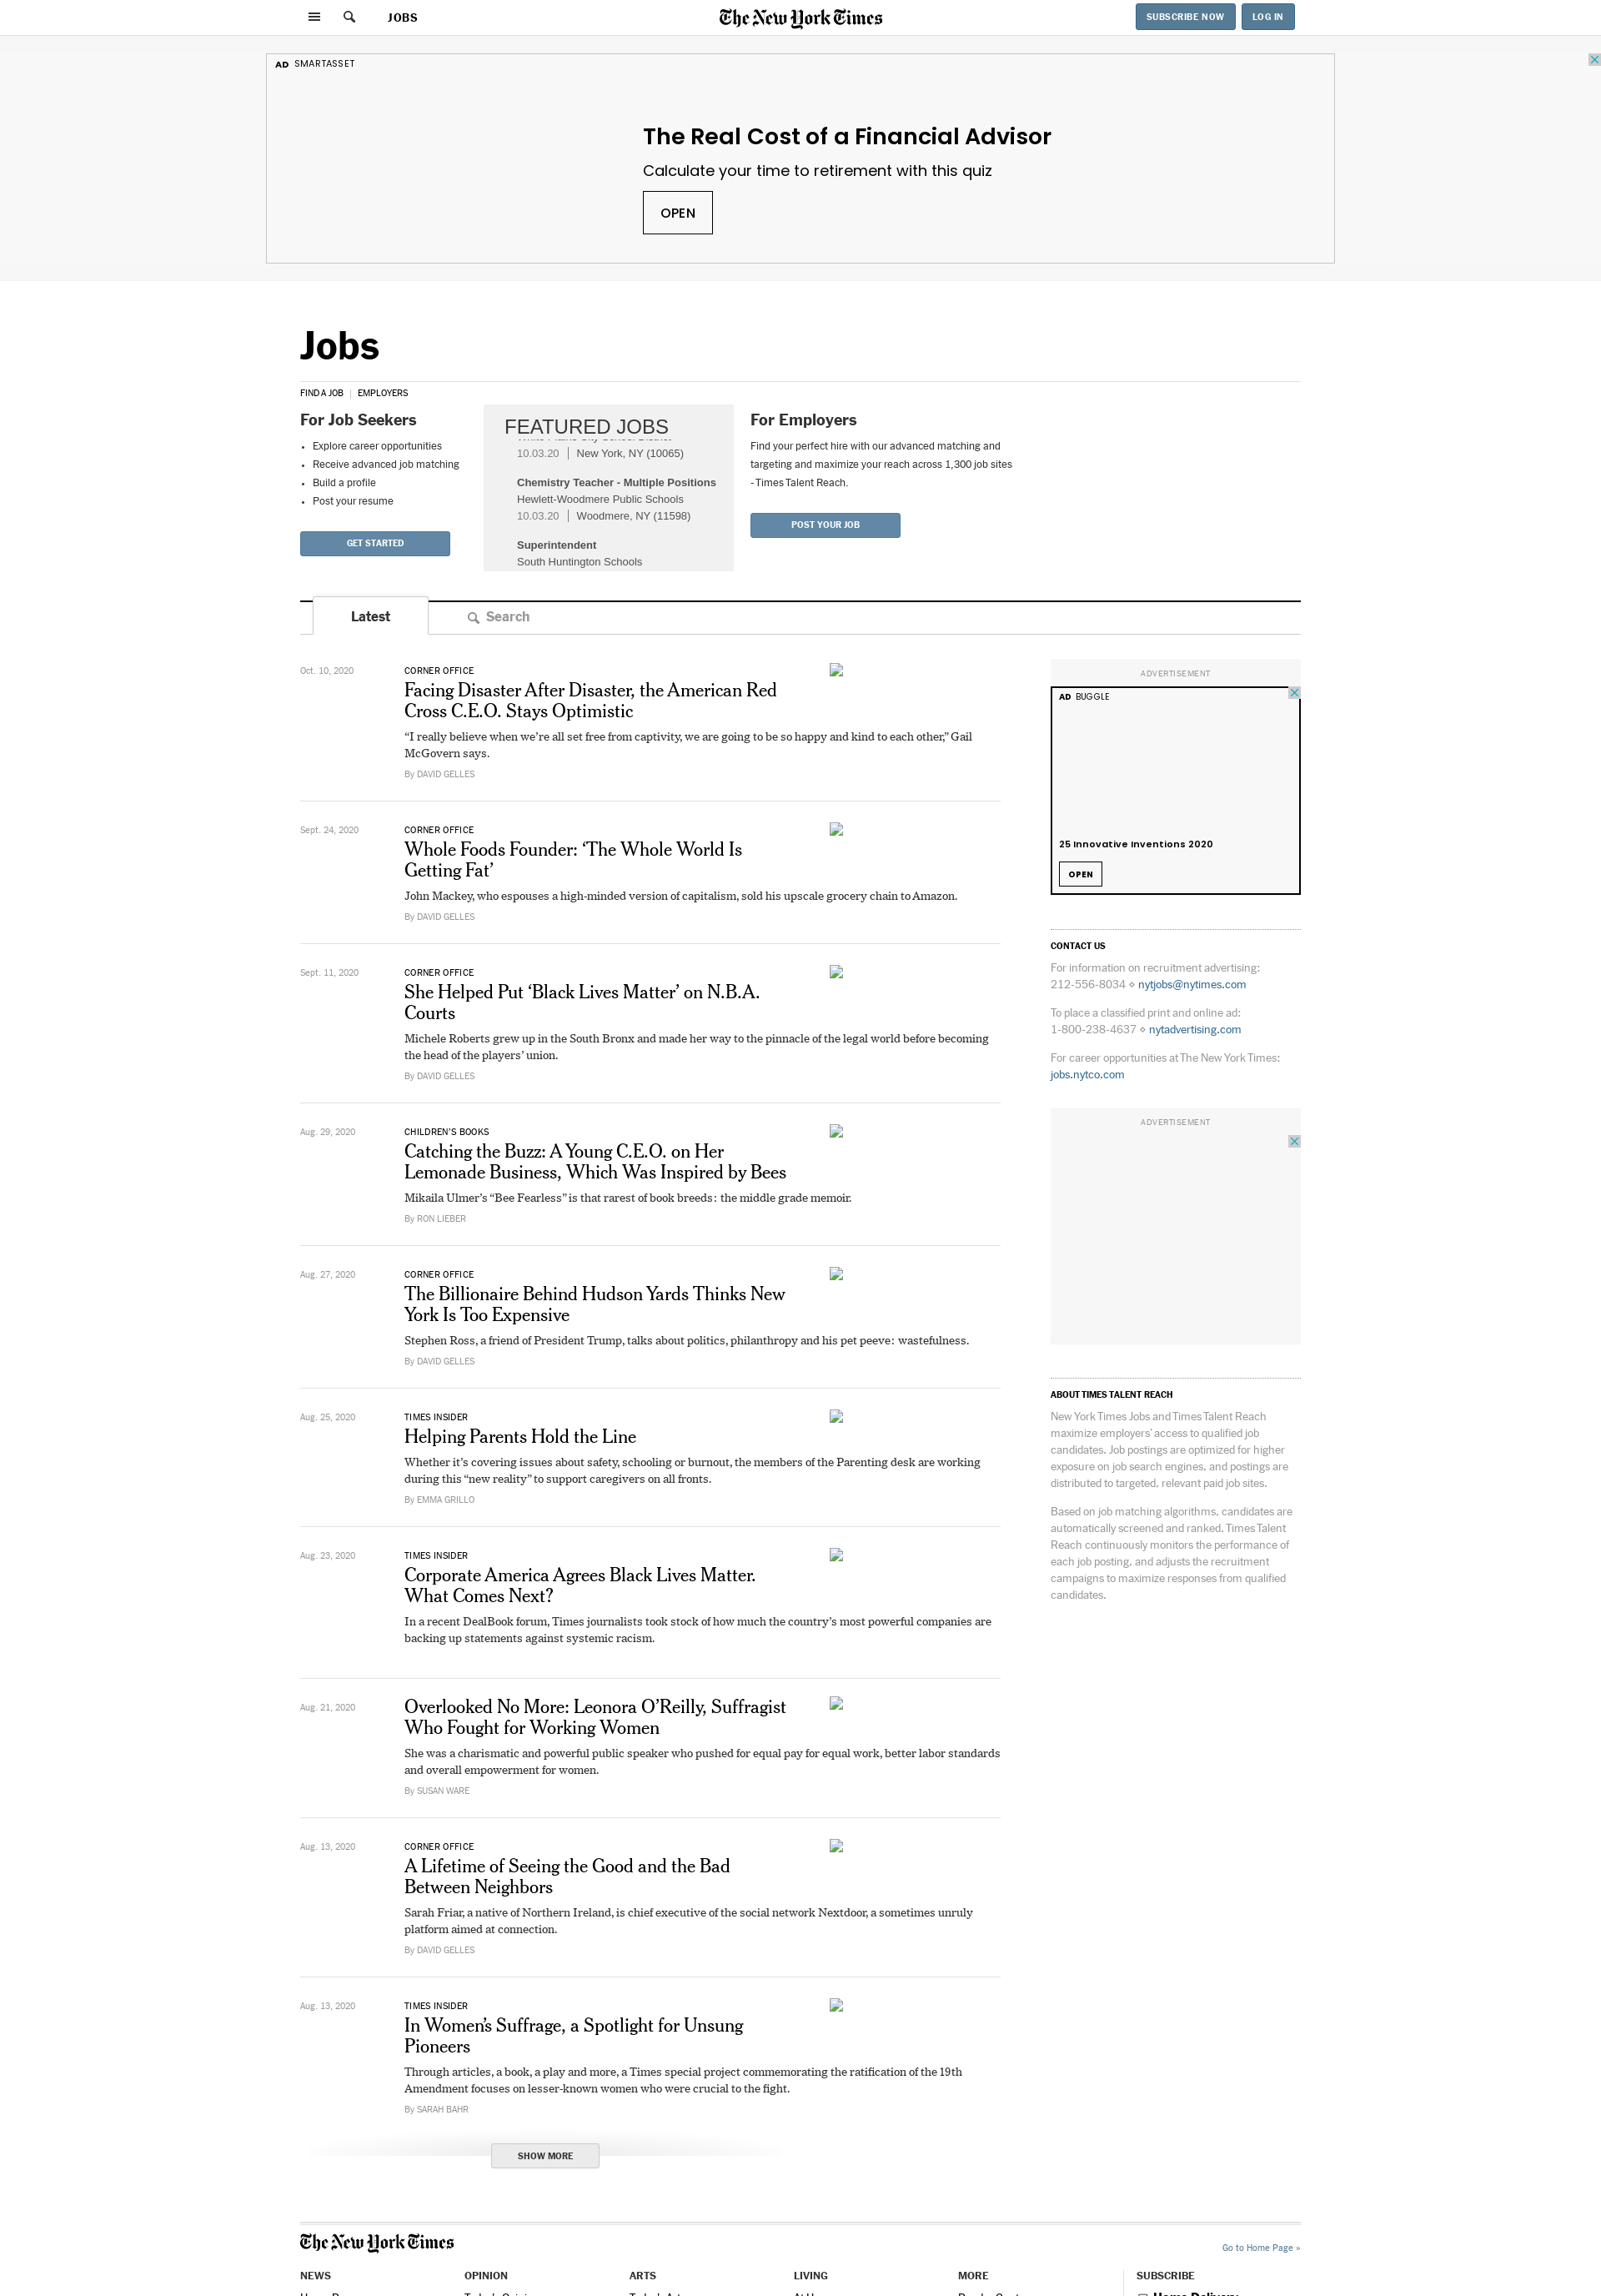 JOBS
The New York Times
SUBSCRIBE NOW
LOG IN
AD SMARTASSET
The Real Cost of a Financial Advisor
Calculate your time to retirement with this quiz
OPEN
Jobs
FIND A JOB | EMPLOYERS
For Job Seekers
Explore career opportunities
Receive advanced job matching
Build a profile
Post your resume
GET STARTED
FEATURED JOBS
10.03.20 | New York, NY (10065)
Chemistry Teacher - Multiple Positions
Hewlett-Woodmere Public Schools
10.03.20 | Woodmere, NY (11598)
Superintendent
South Huntington Schools
For Employers
Find your perfect hire with our advanced matching and
targeting and maximize your reach across 1,300 job sites
- Times Talent Reach.
POST YOUR JOB
Latest
Search
Oct. 10, 2020
CORNER OFFICE
Facing Disaster After Disaster, the American Red
Cross C.E.O. Stays Optimistic
“I really believe when we’re all set free from captivity, we are going to be so happy and kind to each other,” Gail
McGovern says.
By DAVID GELLES
Sept. 24, 2020
CORNER OFFICE
Whole Foods Founder: ‘The Whole World Is
Getting Fat’
John Mackey, who espouses a high-minded version of capitalism, sold his upscale grocery chain to Amazon.
By DAVID GELLES
Sept. 11, 2020
CORNER OFFICE
She Helped Put ‘Black Lives Matter’ on N.B.A.
Courts
Michele Roberts grew up in the South Bronx and made her way to the pinnacle of the legal world before becoming
the head of the players’ union.
By DAVID GELLES
Aug. 29, 2020
CHILDREN’S BOOKS
Catching the Buzz: A Young C.E.O. on Her
Lemonade Business, Which Was Inspired by Bees
Mikaila Ulmer’s “Bee Fearless” is that rarest of book breeds: the middle grade memoir.
By RON LIEBER
Aug. 27, 2020
CORNER OFFICE
The Billionaire Behind Hudson Yards Thinks New
York Is Too Expensive
Stephen Ross, a friend of President Trump, talks about politics, philanthropy and his pet peeve: wastefulness.
By DAVID GELLES
Aug. 25, 2020
TIMES INSIDER
Helping Parents Hold the Line
Whether it’s covering issues about safety, schooling or burnout, the members of the Parenting desk are working
during this “new reality” to support caregivers on all fronts.
By EMMA GRILLO
Aug. 23, 2020
TIMES INSIDER
Corporate America Agrees Black Lives Matter.
What Comes Next?
In a recent DealBook forum, Times journalists took stock of how much the country’s most powerful companies are
backing up statements against systemic racism.
Aug. 21, 2020
Overlooked No More: Leonora O’Reilly, Suffragist
Who Fought for Working Women
She was a charismatic and powerful public speaker who pushed for equal pay for equal work, better labor standards
and overall empowerment for women.
By SUSAN WARE
Aug. 13, 2020
CORNER OFFICE
A Lifetime of Seeing the Good and the Bad
Between Neighbors
Sarah Friar, a native of Northern Ireland, is chief executive of the social network Nextdoor, a sometimes unruly
platform aimed at connection.
By DAVID GELLES
Aug. 13, 2020
TIMES INSIDER
In Women’s Suffrage, a Spotlight for Unsung
Pioneers
Through articles, a book, a play and more, a Times special project commemorating the ratification of the 19th
Amendment focuses on lesser-known women who were crucial to the fight.
By SARAH BAHR
SHOW MORE
ADVERTISEMENT
AD BUGGLE
25 Innovative Inventions 2020
OPEN
CONTACT US
For information on recruitment advertising:
212-556-8034 ⋄ nytjobs@nytimes.com
To place a classified print and online ad:
1-800-238-4637 ⋄ nytadvertising.com
For career opportunities at The New York Times:
jobs.nytco.com
ADVERTISEMENT
ABOUT TIMES TALENT REACH
New York Times Jobs and Times Talent Reach
maximize employers' access to qualified job
candidates. Job postings are optimized for higher
exposure on job search engines, and postings are
distributed to targeted, relevant paid job sites.
Based on job matching algorithms, candidates are
automatically screened and ranked. Times Talent
Reach continuously monitors the performance of
each job posting, and adjusts the recruitment
campaigns to maximize responses from qualified
candidates.
The New York Times
Go to Home Page »
NEWS
OPINION
ARTS
LIVING
MORE
SUBSCRIBE